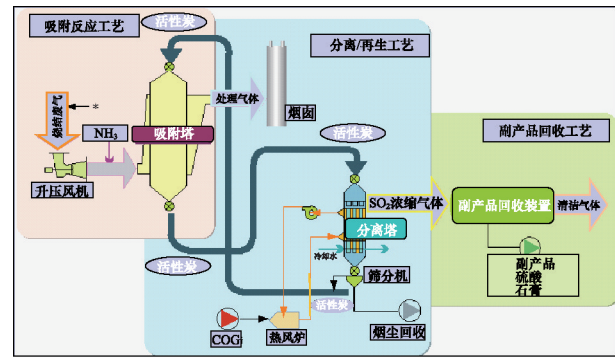 吸附反应工艺
活性炭
分离/再生工艺
烧结废气
*
NH₃
处理气体
烟囱
活性炭
副产品回收工艺
吸附塔
升压风机
SO₂浓缩气体
副产品回收装置
清洁气体
分离塔
冷却水
活性炭
筛分机
副产品
硫酸
石膏
活性炭
COG
热风炉
烟尘回收